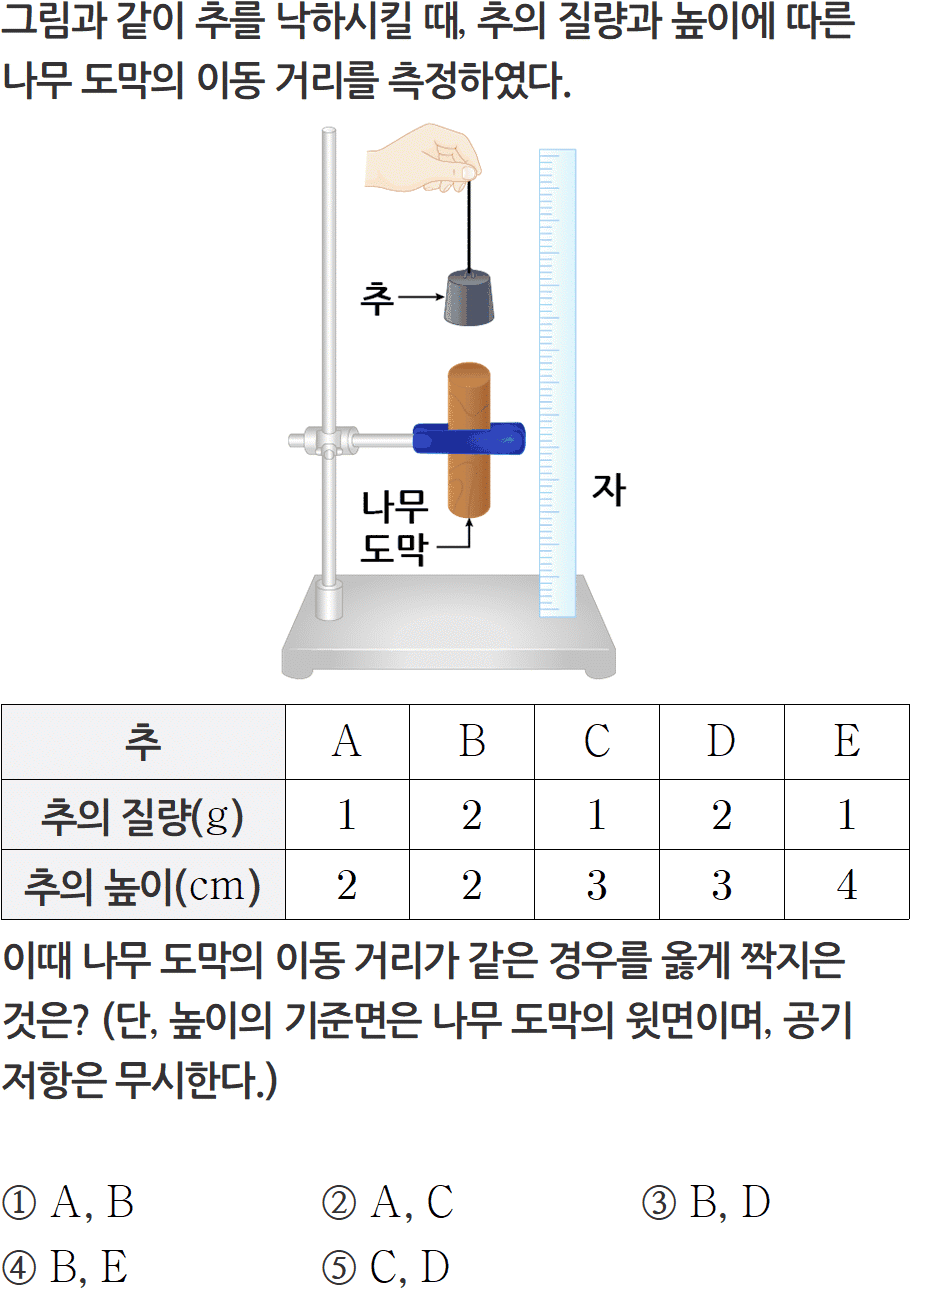 그림과 같이 추를 낙하시킬 때, 추의 질량과 높이에 따른
나무 도막의 이동 거리를 측정하였다.
추
나무
도막
자
추 A B C D E
추의 질량(g) 1 2 1 2 1
추의 높이(cm) 2 2 3 3 4
이때 나무 도막의 이동 거리가 같은 경우를 옳게 짝지은
것은? (단, 높이의 기준면은 나무 도막의 윗면이며, 공기
저항은 무시한다.)
① A, B ② A, C ③ B, D
④ B, E ⑤ C, D